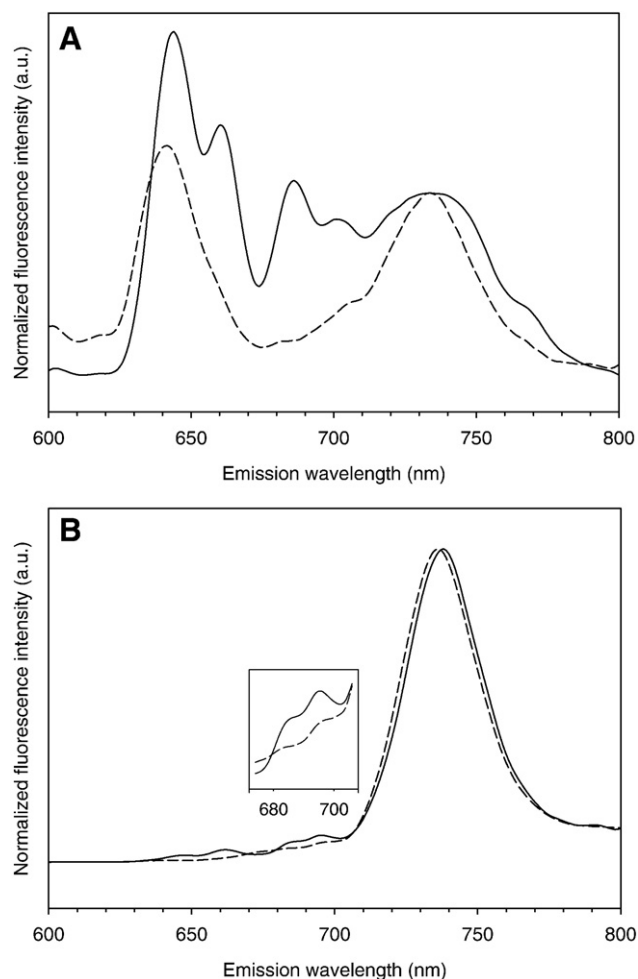 A
Normalized fluorescence intensity (a.u.)
600 650 700 750 800
Emission wavelength (nm)
B
Normalized fluorescence intensity (a.u.)
680 700
600 650 700 750 800
Emission wavelength (nm)